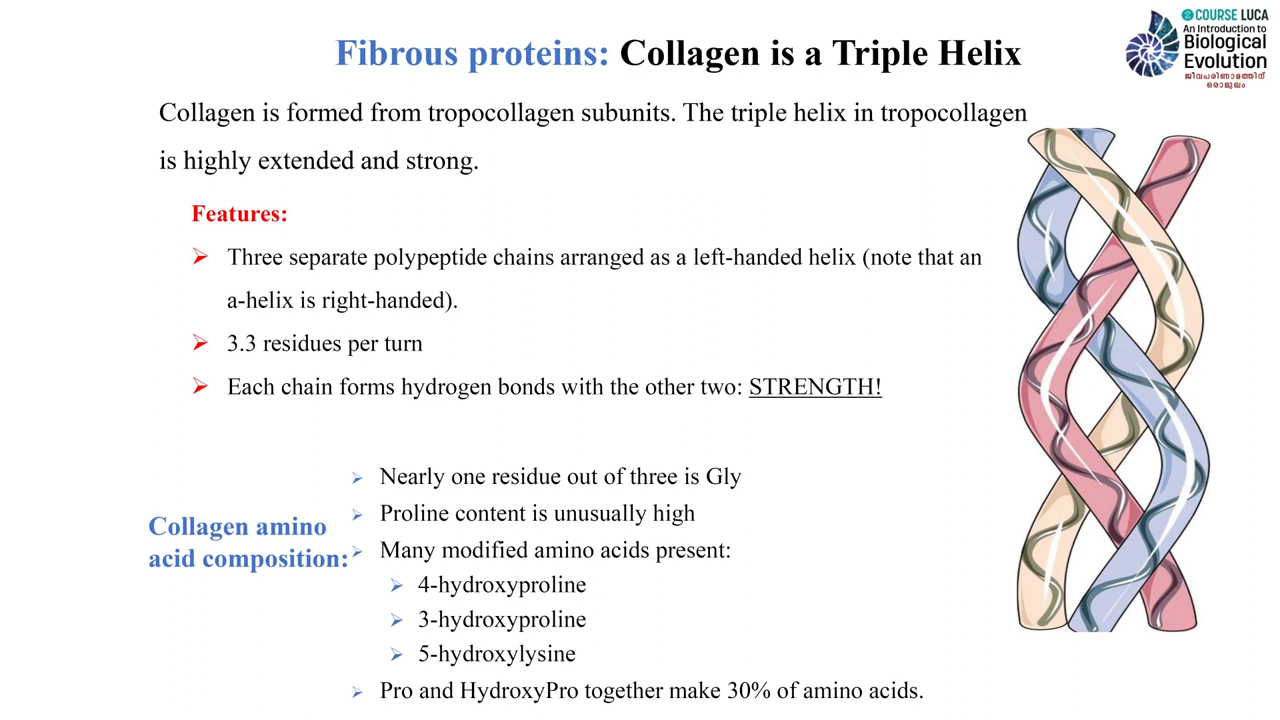 Fibrous proteins: Collagen is a Triple Helix
COURSE LUCA
An Introduction to
Biological
Evolution
ജീവപരിണാമത്തിന്
ഒരാമുഖം
Collagen is formed from tropocollagen subunits. The triple helix in tropocollagen
is highly extended and strong.
Features:
Three separate polypeptide chains arranged as a left-handed helix (note that an
a-helix is right-handed).
3.3 residues per turn
Each chain forms hydrogen bonds with the other two: STRENGTH!
Collagen amino
acid composition:
Nearly one residue out of three is Gly
Proline content is unusually high
Many modified amino acids present:
4-hydroxyproline
3-hydroxyproline
5-hydroxylysine
Pro and HydroxyPro together make 30% of amino acids.